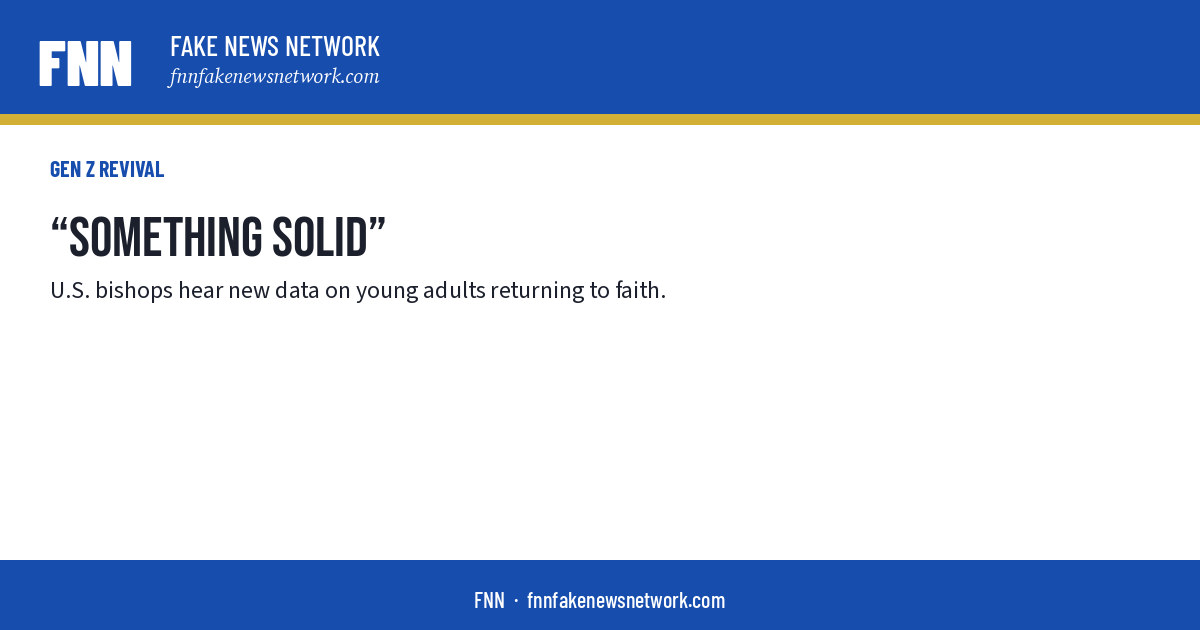 FNN
FAKE NEWS NETWORK
fnnfakenewsnetwork.com
GEN Z REVIVAL
“SOMETHING SOLID”
U.S. bishops hear new data on young adults returning to faith.
FNN · fnnfakenewsnetwork.com